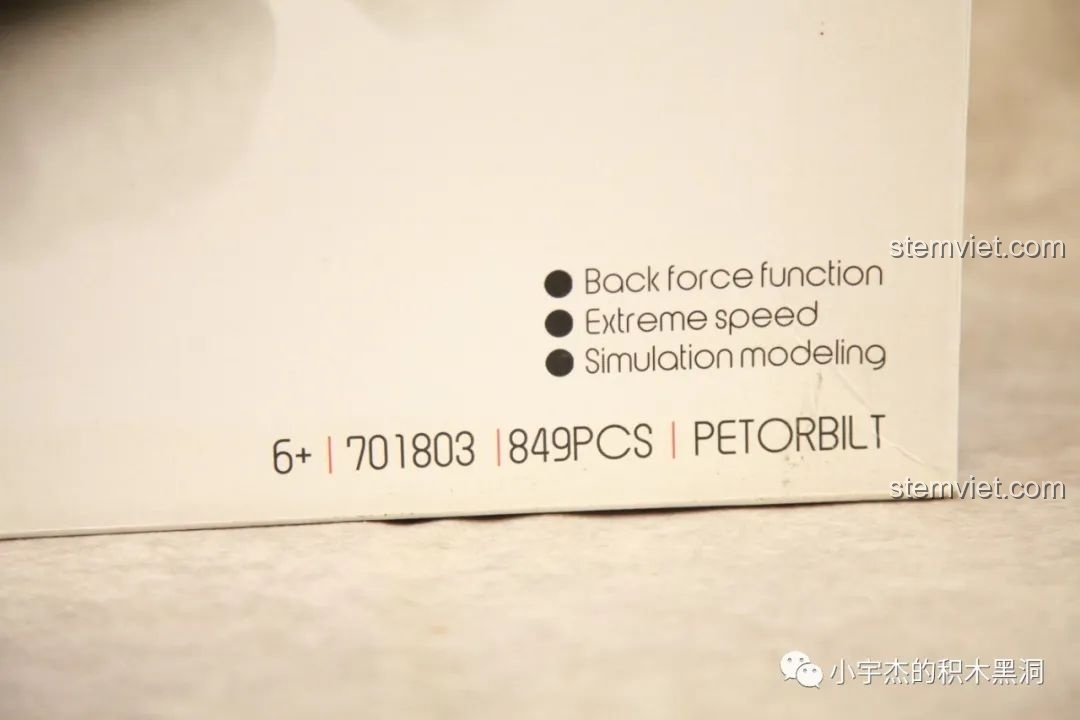 stemviet.com
Back force function
Extreme speed
Simulation modeling
6+ | 701803 | 849PCS | PETORBILT
stemviet.com
小宇杰的积木黑洞